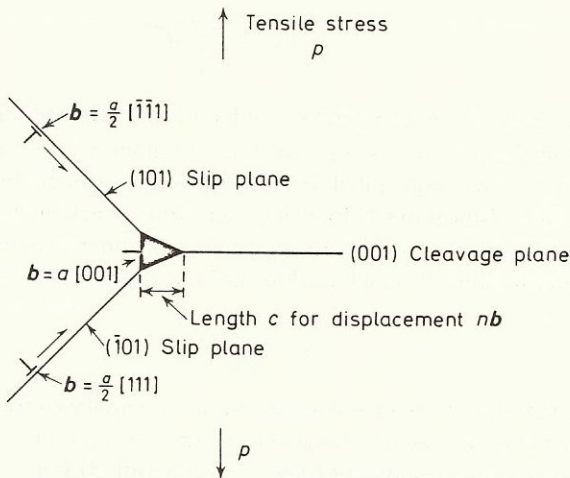 Tensile stress
p
b = a/2 [1̄1̄1]
(101) Slip plane
(001) Cleavage plane
b = a [001]
Length c for displacement nb
(1̄01) Slip plane
b = a/2 [111]
p